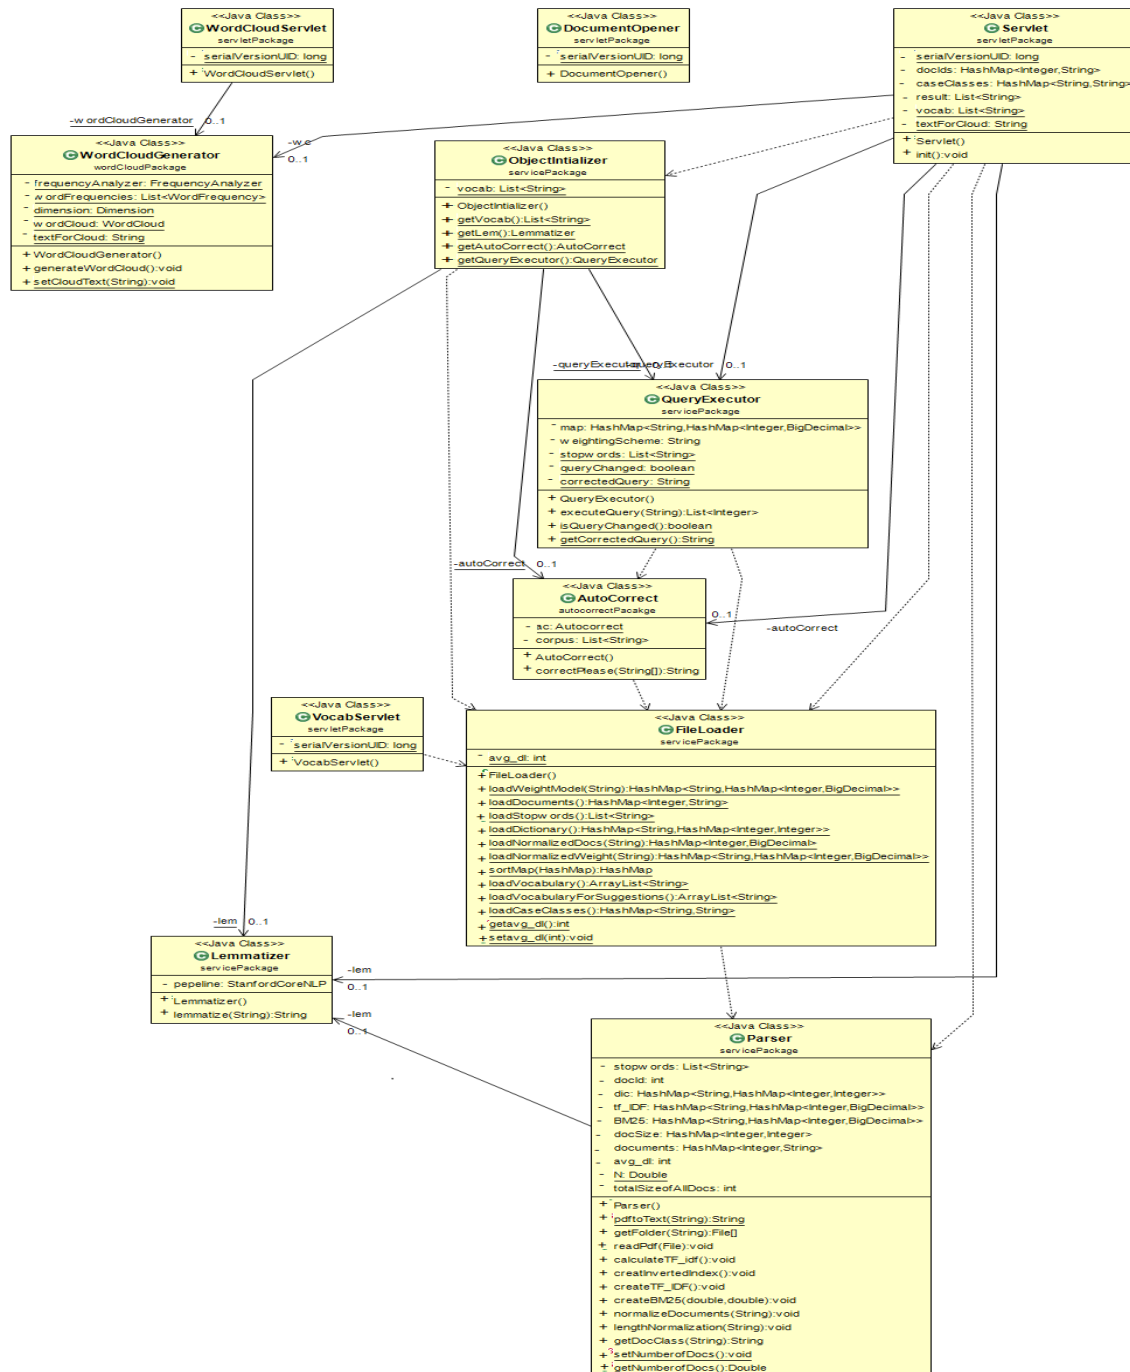 <<Java Class>>
WordCloudServlet
servletPackage
- serialVersionUID: long
+ WordCloudServlet()
<<Java Class>>
DocumentOpener
servletPackage
- serialVersionUID: long
+ DocumentOpener()
<<Java Class>>
Servlet
servletPackage
- serialVersionUID: long
- docIds: HashMap<Integer,String>
- caseClasses: HashMap<String,String>
- result: List<String>
- vocab: List<String>
- textForCloud: String
+ Servlet()
+ init():void
-wordCloudGenerator 0..1
-wc
0..1
<<Java Class>>
WordCloudGenerator
wordCloudPackage
- frequencyAnalyzer: FrequencyAnalyzer
- wordFrequencies: List<WordFrequency>
- dimension: Dimension
- wordCloud: WordCloud
- textForCloud: String
+ WordCloudGenerator()
+ generateWordCloud():void
+ setCloudText(String):void
<<Java Class>>
ObjectIntializer
servicePackage
- vocab: List<String>
+ ObjectIntializer()
+ getVocab():List<String>
+ getLem():Lemmatizer
+ getAutoCorrect():AutoCorrect
+ getQueryExecutor():QueryExecutor
-queryExecutor 0..1
-queryExecutor 0..1
<<Java Class>>
QueryExecutor
servicePackage
- map: HashMap<String,HashMap<Integer,BigDecimal>>
- weightingScheme: String
- stopwords: List<String>
- queryChanged: boolean
- correctedQuery: String
+ QueryExecutor()
+ executeQuery(String):List<Integer>
+ isQueryChanged():boolean
+ getCorrectedQuery():String
-autoCorrect 0..1
<<Java Class>>
AutoCorrect
autocorrectPacakge
- ac: Autocorrect
- corpus: List<String>
+ AutoCorrect()
+ correctPlease(String[]):String
0..1
-autoCorrect
<<Java Class>>
VocabServlet
servletPackage
- serialVersionUID: long
+ VocabServlet()
<<Java Class>>
FileLoader
servicePackage
- avg_dl: int
+ FileLoader()
+ loadWeightModel(String):HashMap<String,HashMap<Integer,BigDecimal>>
+ loadDocuments():HashMap<Integer,String>
+ loadStopwords():List<String>
+ loadDictionary():HashMap<String,HashMap<Integer,Integer>>
+ loadNormalizedDocs(String):HashMap<Integer,BigDecimal>
+ loadNormalizedWeight(String):HashMap<String,HashMap<Integer,BigDecimal>>
+ sortMap(HashMap):HashMap
+ loadVocabulary():ArrayList<String>
+ loadVocabularyForSuggestions():ArrayList<String>
+ loadCaseClasses():HashMap<String,String>
+ getavg_dl():int
+ setavg_dl(int):void
-lem 0..1
<<Java Class>>
Lemmatizer
servicePackage
- pepeline: StanfordCoreNLP
+ Lemmatizer()
+ lemmatize(String):String
-lem
0..1
-lem
0..1
<<Java Class>>
Parser
servicePackage
- stopwords: List<String>
- docId: int
- dic: HashMap<String,HashMap<Integer,Integer>>
- tf_IDF: HashMap<String,HashMap<Integer,BigDecimal>>
- BM25: HashMap<String,HashMap<Integer,BigDecimal>>
- docSize: HashMap<Integer,Integer>
- documents: HashMap<Integer,String>
- avg_dl: int
- N: Double
- totalSizeofAllDocs: int
+ Parser()
+ pdftoText(String):String
+ getFolder(String):File[]
+ readPdf(File):void
+ calculateTF_idf():void
+ creatInvertedIndex():void
+ createTF_IDF():void
+ createBM25(double,double):void
+ normalizeDocuments(String):void
+ lengthNormalization(String):void
+ getDocClass(String):String
+ setNumberofDocs():void
+ getNumberofDocs():Double